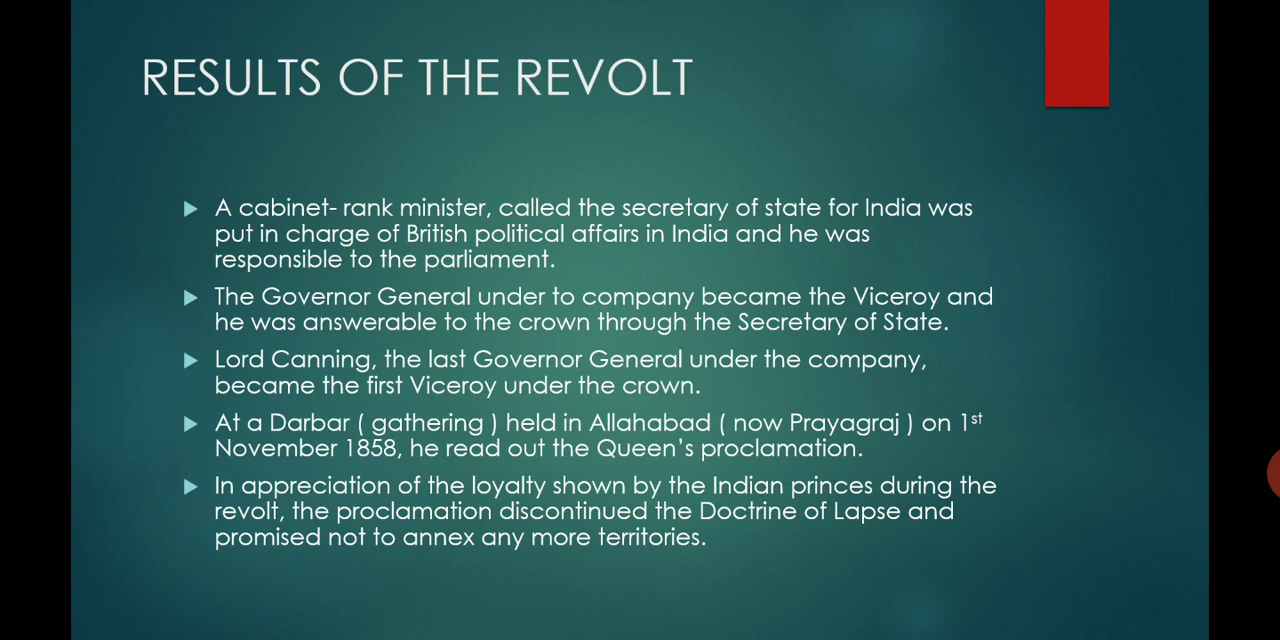 RESULTS OF THE REVOLT
A cabinet- rank minister, called the secretary of state for India was
put in charge of British political affairs in India and he was
responsible to the parliament.
The Governor General under to company became the Viceroy and
he was answerable to the crown through the Secretary of State.
Lord Canning, the last Governor General under the company,
became the first Viceroy under the crown.
At a Darbar ( gathering ) held in Allahabad ( now Prayagraj ) on 1st
November 1858, he read out the Queen’s proclamation.
In appreciation of the loyalty shown by the Indian princes during the
revolt, the proclamation discontinued the Doctrine of Lapse and
promised not to annex any more territories.